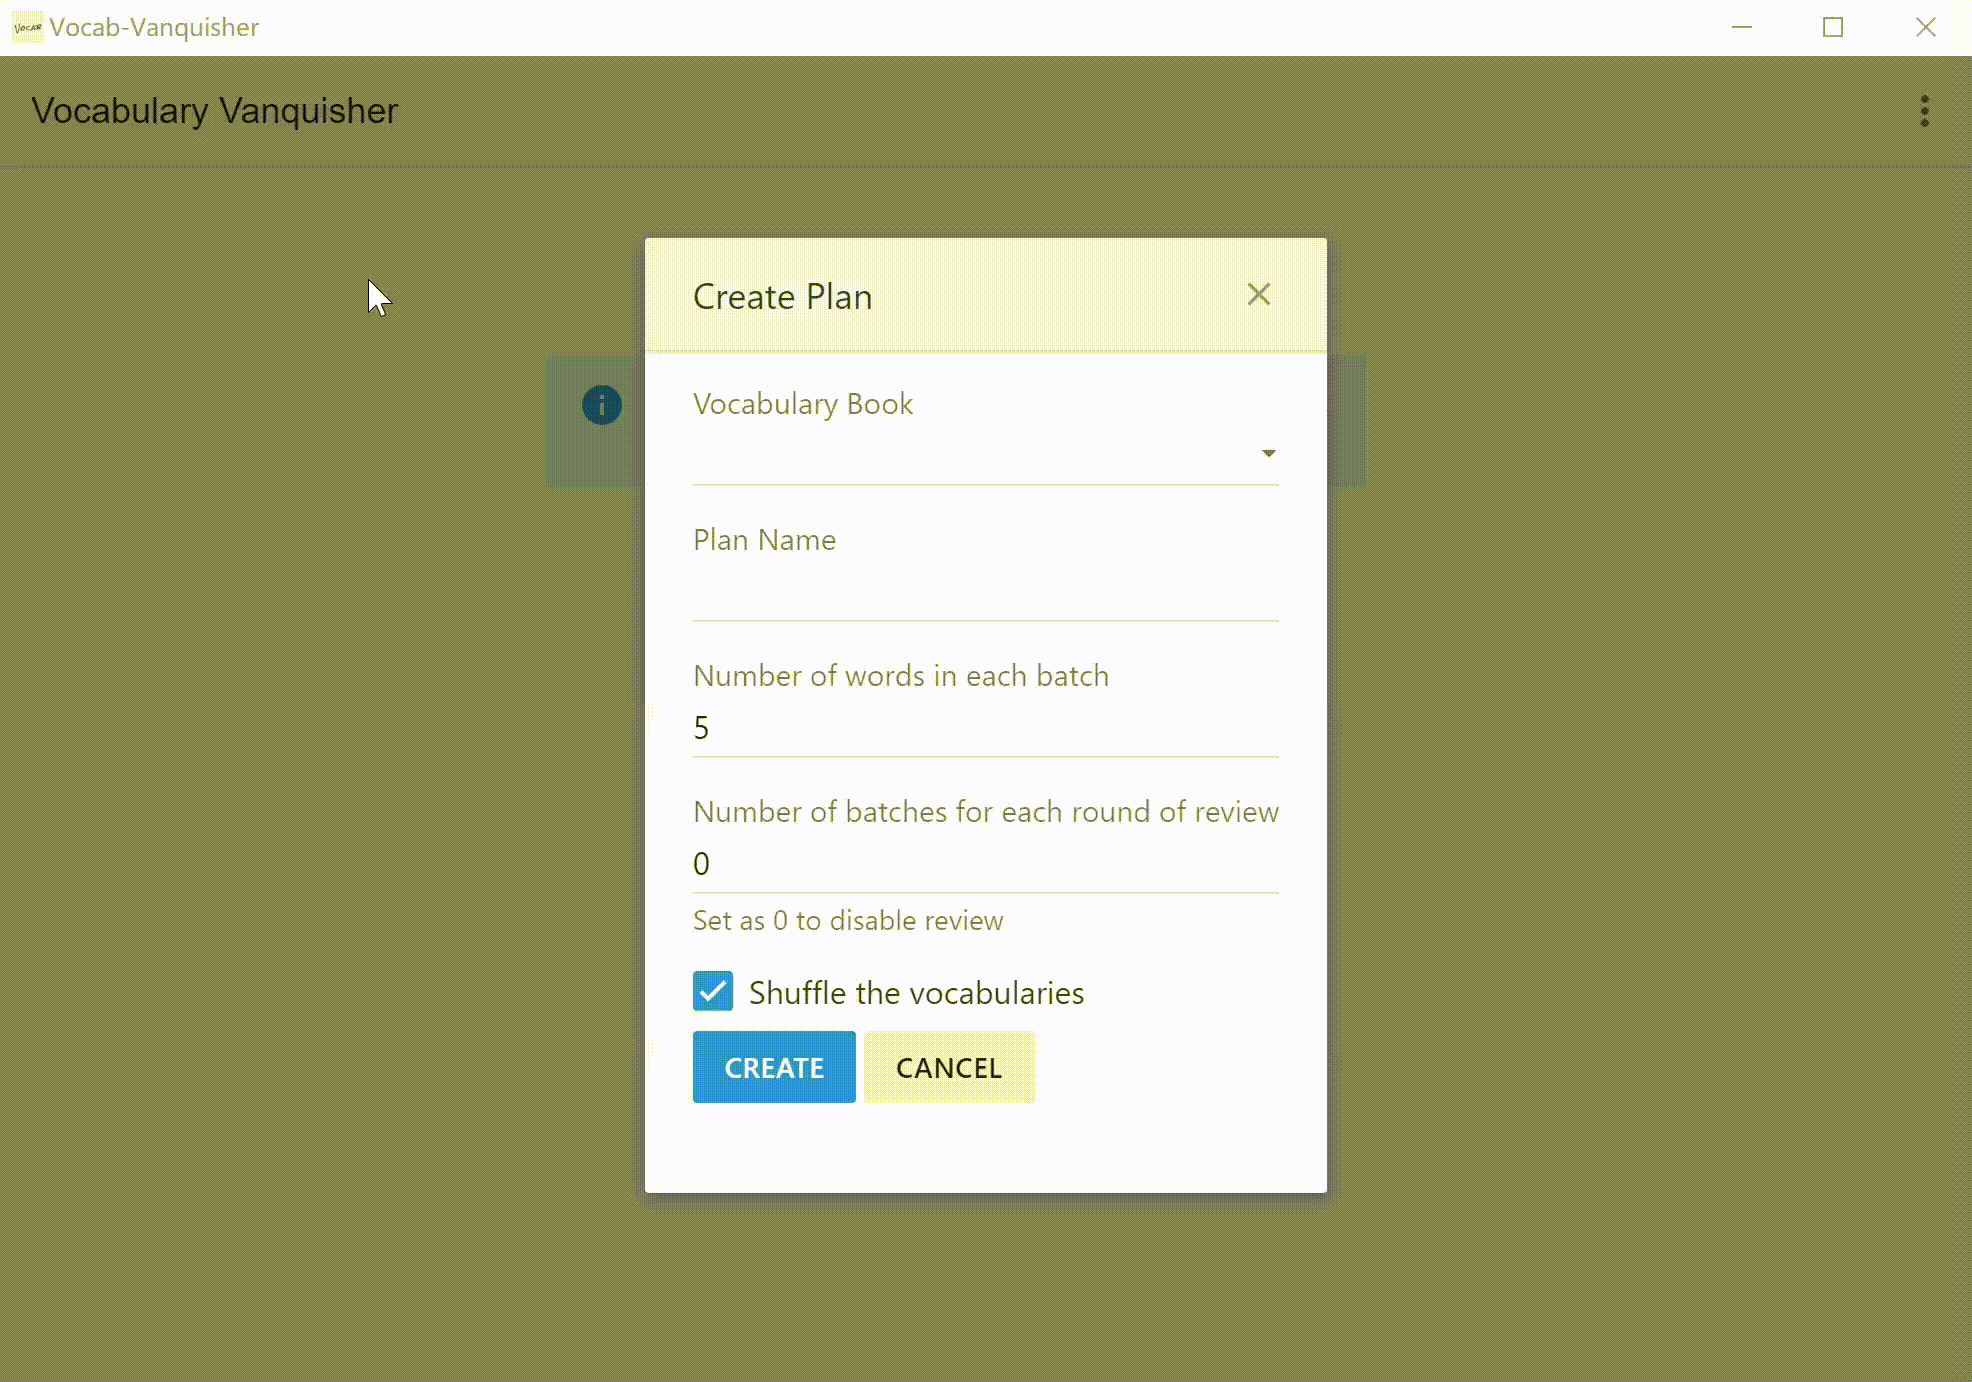 VOCAB Vocab-Vanquisher
Vocabulary Vanquisher
Create Plan
Vocabulary Book
Plan Name
Number of words in each batch
5
Number of batches for each round of review
0
Set as 0 to disable review
Shuffle the vocabularies
CREATE CANCEL